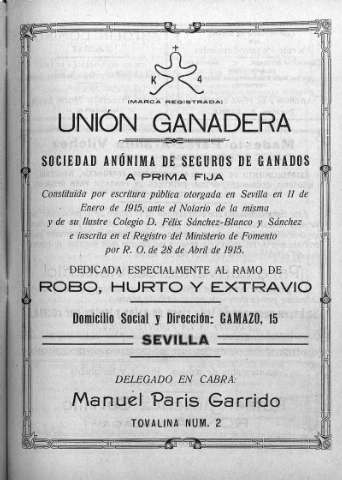 K 4
(MARCA REGISTRADA)
UNIÓN GANADERA
SOCIEDAD ANÓNIMA DE SEGUROS DE GANADOS
A PRIMA FIJA
Constituída por escritura pública otorgada en Sevilla en 11 de
Enero de 1915, ante el Notario de la misma
y de su Ilustre Colegio D. Félix Sánchez-Blanco y Sánchez
e inscrita en el Registro del Ministerio de Fomento
por R. O. de 28 de Abril de 1915.
DEDICADA ESPECIALMENTE AL RAMO DE
ROBO, HURTO Y EXTRAVIO
Domicilio Social y Dirección: GAMAZO, 15
SEVILLA
DELEGADO EN CABRA:
Manuel Paris Garrido
TOVALINA NUM. 2